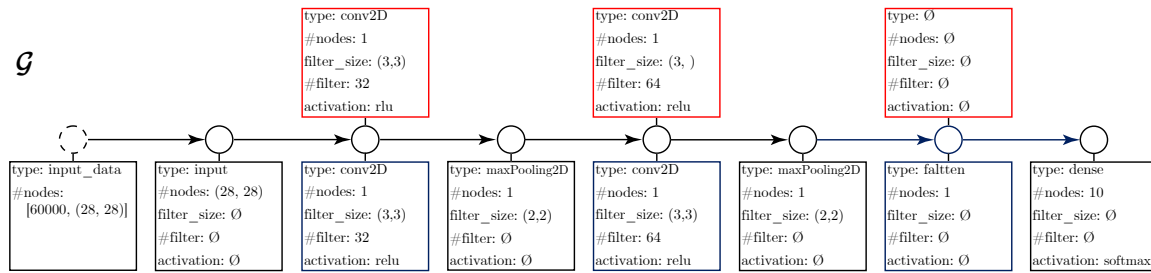 type: conv2D
#nodes: 1
filter_size: (3,3)
#filter: 32
activation: rlu
type: conv2D
#nodes: 1
filter_size: (3, )
#filter: 64
activation: relu
type: Ø
#nodes: Ø
filter_size: Ø
#filter: Ø
activation: Ø
G
type: input_data
#nodes:
[60000, (28, 28)]
type: input
#nodes: (28, 28)
filter_size: Ø
#filter: Ø
activation: Ø
type: conv2D
#nodes: 1
filter_size: (3,3)
#filter: 32
activation: relu
type: maxPooling2D
#nodes: 1
filter_size: (2,2)
#filter: Ø
activation: Ø
type: conv2D
#nodes: 1
filter_size: (3,3)
#filter: 64
activation: relu
type: maxPooling2D
#nodes: 1
filter_size: (2,2)
#filter: Ø
activation: Ø
type: faltten
#nodes: 1
filter_size: Ø
#filter: Ø
activation: Ø
type: dense
#nodes: 10
filter_size: Ø
#filter: Ø
activation: softmax